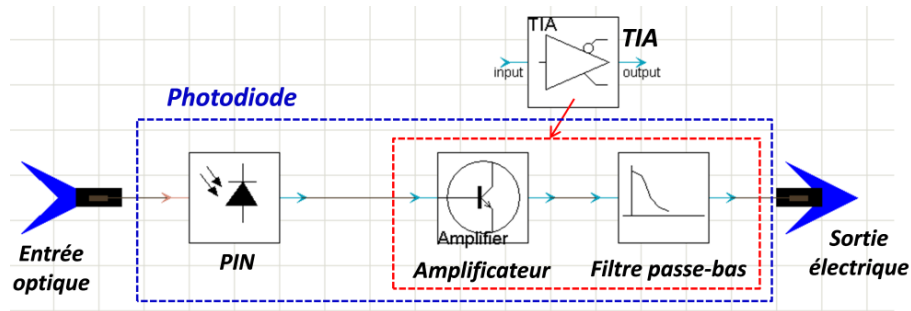 TIA
TIA
input
output
Photodiode
Amplifier
Entrée
optique
PIN
Amplificateur
Filtre passe-bas
Sortie
électrique